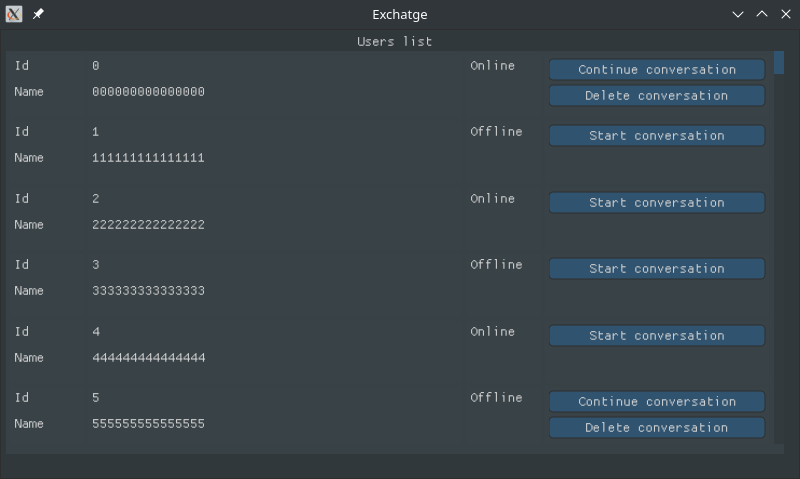 Exchatge
Users list
Id 0 Online Continue conversation
Name 000000000000000 Delete conversation
Id 1 Offline Start conversation
Name 111111111111111
Id 2 Online Start conversation
Name 222222222222222
Id 3 Offline Start conversation
Name 333333333333333
Id 4 Online Start conversation
Name 444444444444444
Id 5 Offline Continue conversation
Name 555555555555555 Delete conversation